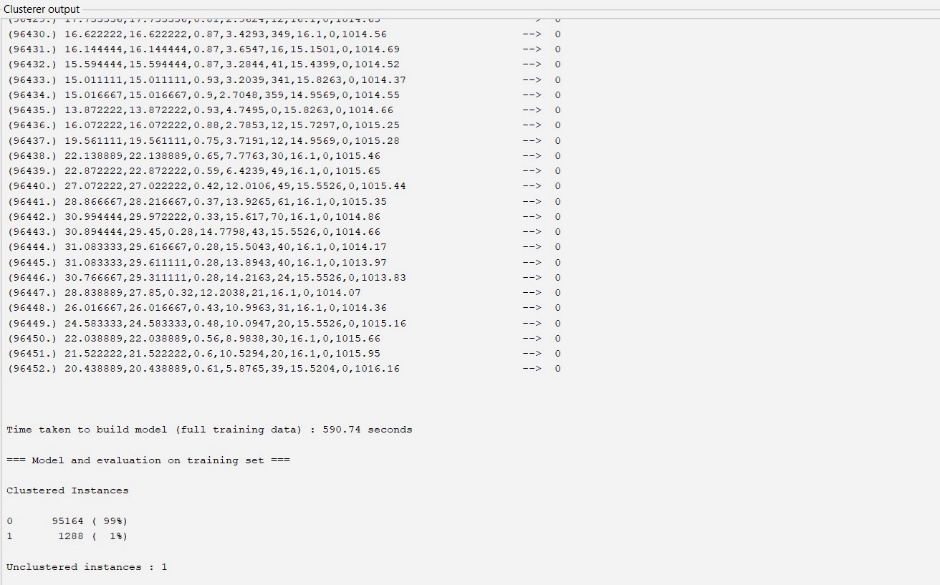 Clusterer output
(96430.) 16.622222,16.622222,0.87,3.4293,349,16.1,0,1014.56 --> 0
(96431.) 16.144444,16.144444,0.87,3.6547,16,15.1501,0,1014.69 --> 0
(96432.) 15.594444,15.594444,0.87,3.2844,41,15.4399,0,1014.52 --> 0
(96433.) 15.011111,15.011111,0.93,3.2039,341,15.8263,0,1014.37 --> 0
(96434.) 15.016667,15.016667,0.9,2.7048,359,14.9569,0,1014.55 --> 0
(96435.) 13.872222,13.872222,0.93,4.7495,0,15.8263,0,1014.66 --> 0
(96436.) 16.072222,16.072222,0.88,2.7853,12,15.7297,0,1015.25 --> 0
(96437.) 19.561111,19.561111,0.75,3.7191,12,14.9569,0,1015.28 --> 0
(96438.) 22.138889,22.138889,0.65,7.7763,30,16.1,0,1015.46 --> 0
(96439.) 22.872222,22.872222,0.59,6.4239,49,16.1,0,1015.65 --> 0
(96440.) 27.072222,27.022222,0.42,12.0106,49,15.5526,0,1015.44 --> 0
(96441.) 28.866667,28.216667,0.37,13.9265,61,16.1,0,1015.35 --> 0
(96442.) 30.994444,29.972222,0.33,15.617,70,16.1,0,1014.86 --> 0
(96443.) 30.894444,29.45,0.28,14.7798,43,15.5526,0,1014.66 --> 0
(96444.) 31.083333,29.616667,0.28,15.5043,40,16.1,0,1014.17 --> 0
(96445.) 31.083333,29.611111,0.28,13.8943,40,16.1,0,1013.97 --> 0
(96446.) 30.766667,29.311111,0.28,14.2163,24,15.5526,0,1013.83 --> 0
(96447.) 28.838889,27.85,0.32,12.2038,21,16.1,0,1014.07 --> 0
(96448.) 26.016667,26.016667,0.43,10.9963,31,16.1,0,1014.36 --> 0
(96449.) 24.583333,24.583333,0.48,10.0947,20,15.5526,0,1015.16 --> 0
(96450.) 22.038889,22.038889,0.56,8.9838,30,16.1,0,1015.66 --> 0
(96451.) 21.522222,21.522222,0.6,10.5294,20,16.1,0,1015.95 --> 0
(96452.) 20.438889,20.438889,0.61,5.8765,39,15.5204,0,1016.16 --> 0
Time taken to build model (full training data) : 590.74 seconds
=== Model and evaluation on training set ===
Clustered Instances
0 95164 ( 99%)
1 1288 ( 1%)
Unclustered instances : 1